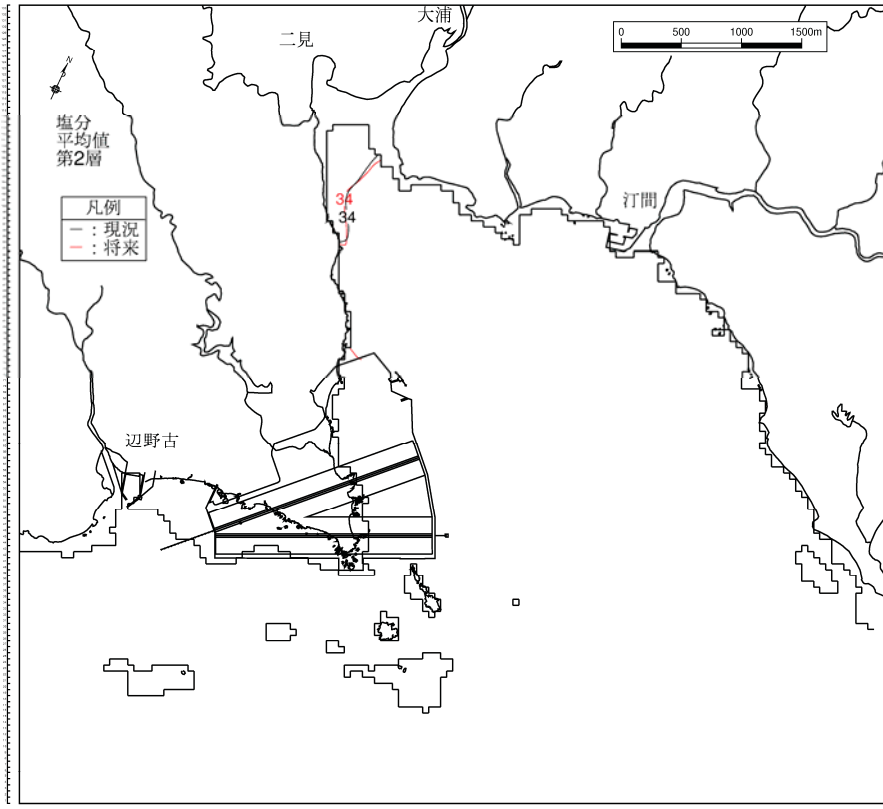 大浦
二見
0 500 1000 1500m
N
塩分
平均値
第2層
凡例
― : 現況
― : 将来
34
34
汀間
辺野古